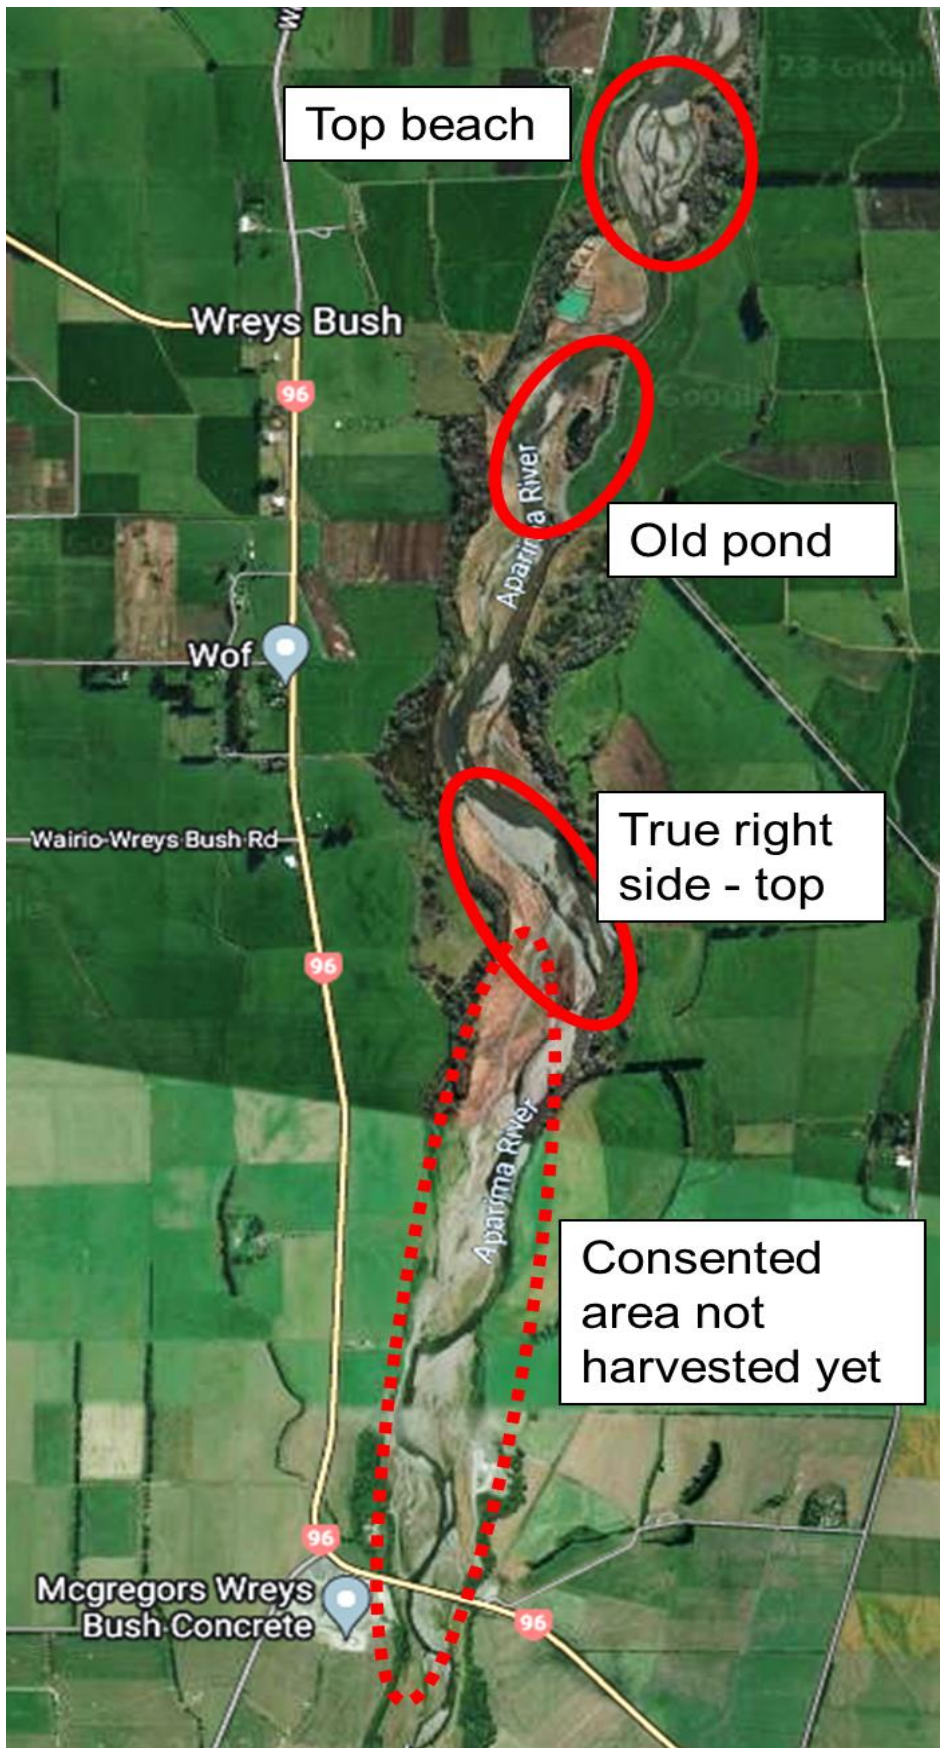 Top beach
Wreys Bush
96
Old pond
Aparima River
Wof
True right
side - top
Wairio-Wreys Bush Rd
96
Aparima River
Consented
area not
harvested yet
96
Mcgregors Wreys
Bush Concrete
96